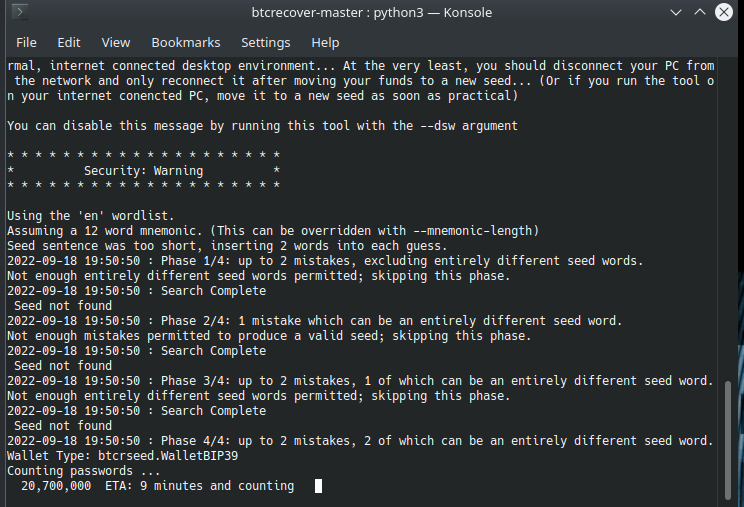 btcrecover-master : python3 — Konsole
File Edit View Bookmarks Settings Help
rmal, internet connected desktop environment... At the very least, you should disconnect your PC from
 the network and only reconnect it after moving your funds to a new seed... (Or if you run the tool o
n your internet conencted PC, move it to a new seed as soon as practical)
You can disable this message by running this tool with the --dsw argument
* * * * * * * * * * * * * * * * * * * *
* Security: Warning *
* * * * * * * * * * * * * * * * * * * *
Using the 'en' wordlist.
Assuming a 12 word mnemonic. (This can be overridden with --mnemonic-length)
Seed sentence was too short, inserting 2 words into each guess.
2022-09-18 19:50:50 : Phase 1/4: up to 2 mistakes, excluding entirely different seed words.
Not enough entirely different seed words permitted; skipping this phase.
2022-09-18 19:50:50 : Search Complete
 Seed not found
2022-09-18 19:50:50 : Phase 2/4: 1 mistake which can be an entirely different seed word.
Not enough mistakes permitted to produce a valid seed; skipping this phase.
2022-09-18 19:50:50 : Search Complete
 Seed not found
2022-09-18 19:50:50 : Phase 3/4: up to 2 mistakes, 1 of which can be an entirely different seed word.
Not enough entirely different seed words permitted; skipping this phase.
2022-09-18 19:50:50 : Search Complete
 Seed not found
2022-09-18 19:50:50 : Phase 4/4: up to 2 mistakes, 2 of which can be an entirely different seed word.
Wallet Type: btcrseed.WalletBIP39
Counting passwords ...
 20,700,000 ETA: 9 minutes and counting